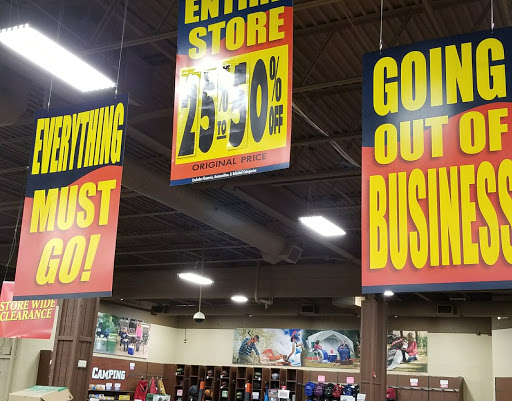 EVERYTHING
MUST
GO!
ENTIRE
STORE
25% TO 50% OFF
ORIGINAL PRICE
GOING
OUT OF
BUSINESS
STORE WIDE
CLEARANCE
CAMPING